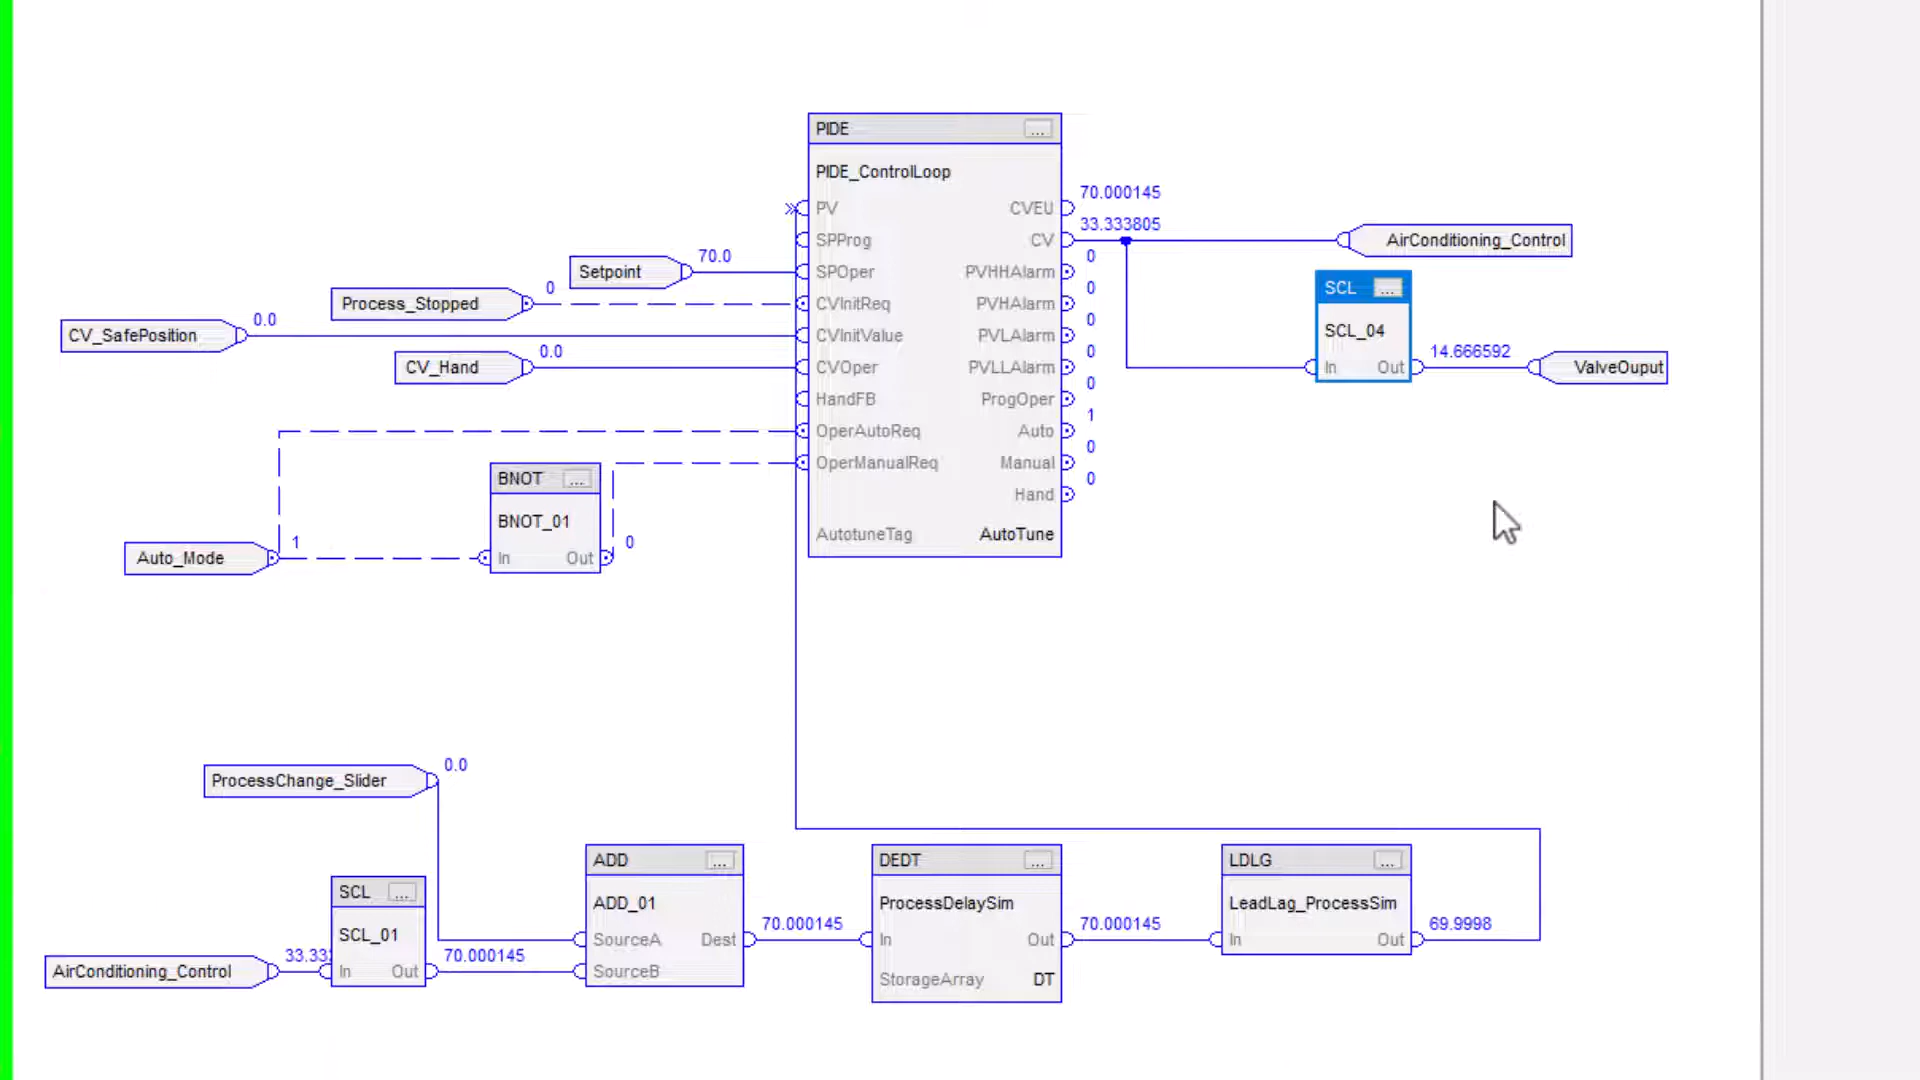 PIDE ...
PIDE_ControlLoop
70.000145
PV CVEU
33.333805
SPProg CV
AirConditioning_Control
70.0
0
Setpoint
SPOper PVHHAlarm
SCL ...
0
0
Process_Stopped
CVInitReq PVHAlarm
0.0
0
SCL_04
CV_SafePosition
CVInitValue PVLAlarm
0.0
0
14.666592
CV_Hand
CVOper PVLLAlarm
In Out
ValveOuput
0
HandFB ProgOper
1
OperAutoReq Auto
0
OperManualReq Manual
BNOT ...
0
Hand
BNOT_01
AutotuneTag AutoTune
1
0
Auto_Mode
In Out
0.0
ProcessChange_Slider
ADD ...
DEDT ...
LDLG ...
SCL ...
ADD_01
ProcessDelaySim
LeadLag_ProcessSim
70.000145
70.000145
69.9998
SCL_01
SourceA Dest
In Out
In Out
33.33
70.000145
AirConditioning_Control
In Out
SourceB
StorageArray DT